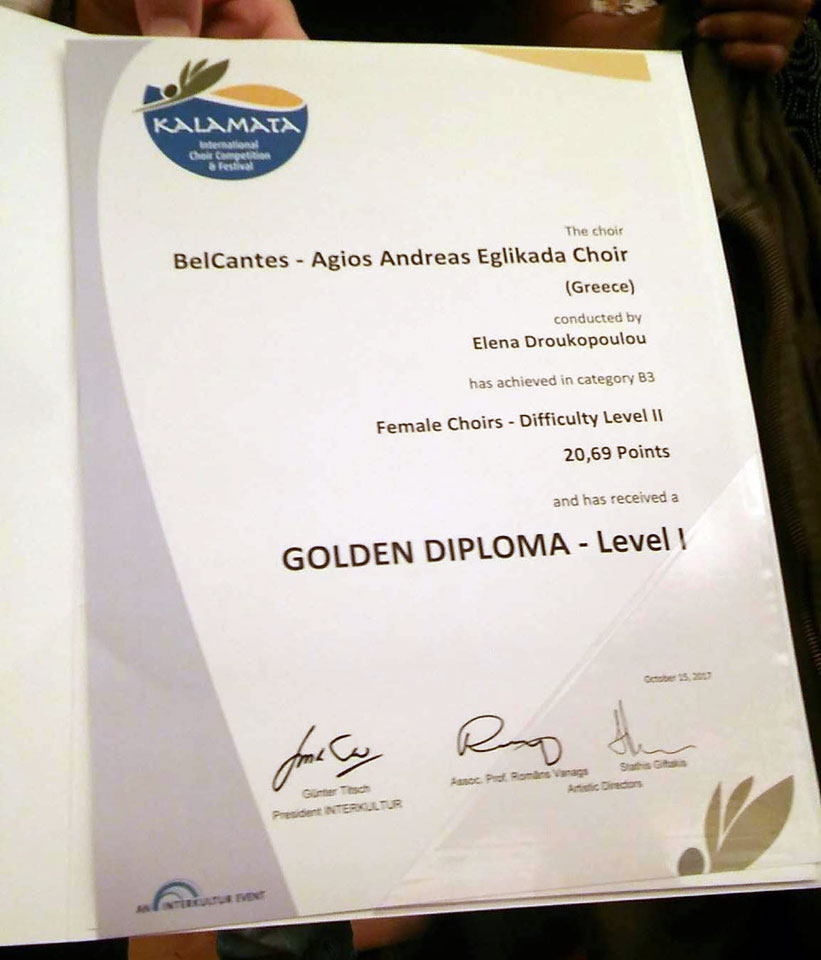 KALAMATA
International
Choir Competition
& Festival
The choir
BelCantes - Agios Andreas Eglikada Choir
(Greece)
conducted by
Elena Droukopoulou
has achieved in category B3
Female Choirs - Difficulty Level II
20,69 Points
and has received a
GOLDEN DIPLOMA - Level I
October 15, 2017
Günter Titsch
President INTERKULTUR
Assoc. Prof. Romāns Vanags
Stathis Giftakis
Artistic Directors
AN INTERKULTUR EVENT